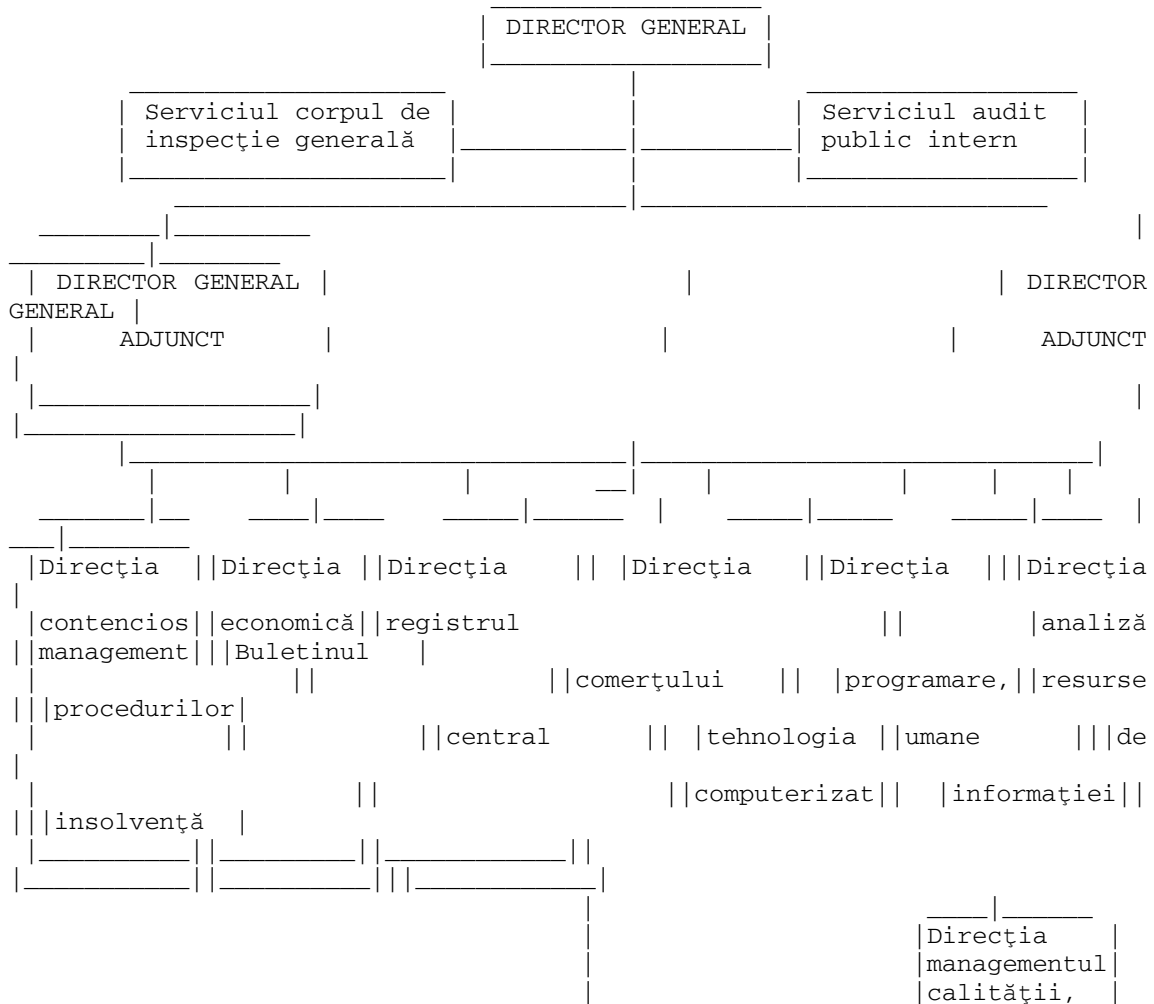 DIRECTOR GENERAL
Serviciul corpul de Serviciul audit
inspecţie generală public intern
DIRECTOR GENERAL DIRECTOR
GENERAL
ADJUNCT ADJUNCT
Direcţia Direcţia Direcţia Direcţia Direcţia Direcţia
contencios economică registrul analiză
management Buletinul
comerţului programare, resurse
procedurilor
central tehnologia umane de
computerizat informaţiei
insolvenţă
Direcţia
managementul
calităţii,